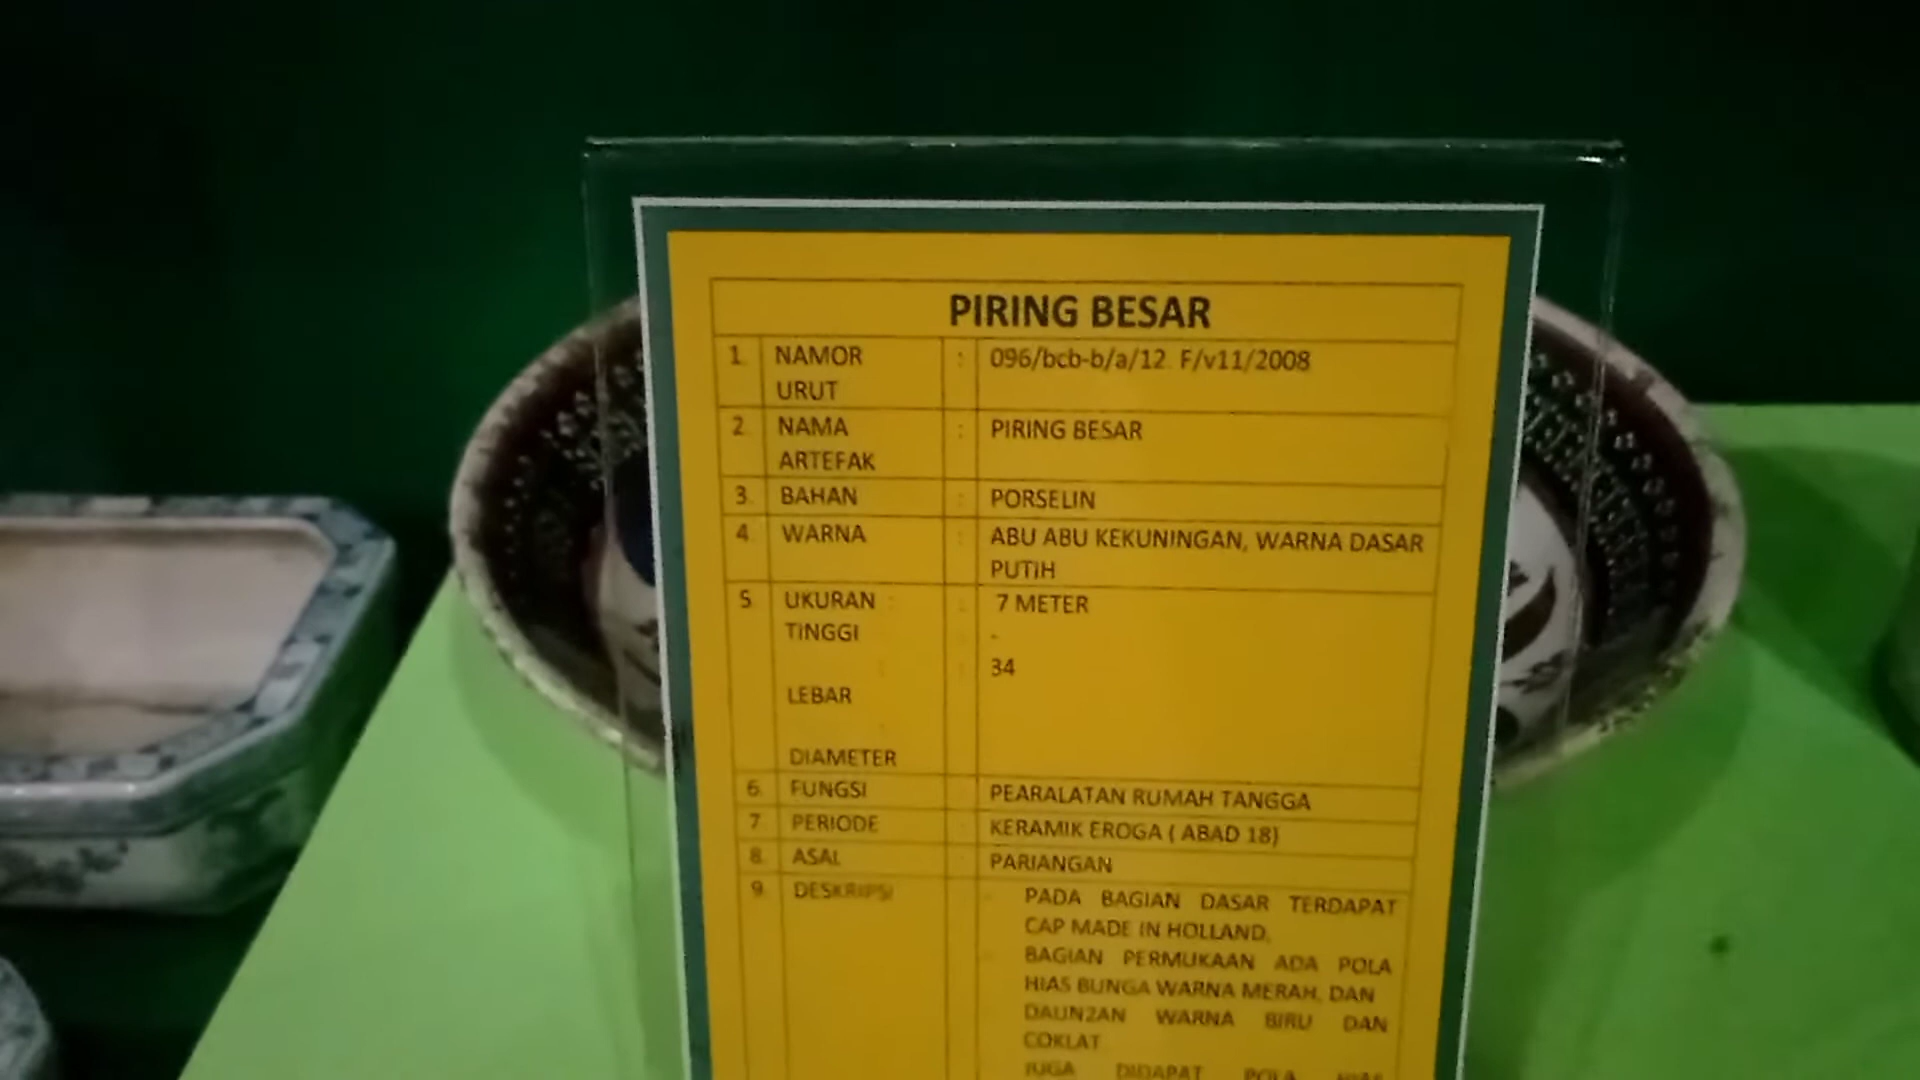 PIRING BESAR
1. NAMOR URUT : 096/bcb-b/a/12 F/v11/2008
2. NAMA ARTEFAK : PIRING BESAR
3. BAHAN : PORSELIN
4. WARNA : ABU ABU KEKUNINGAN, WARNA DASAR
PUTIH
5. UKURAN : : 7 METER
TINGGI -
: 34
LEBAR
DIAMETER
6. FUNGSI : PEARALATAN RUMAH TANGGA
7. PERIODE : KERAMIK EROGA ( ABAD 18)
8. ASAL : PARIANGAN
9. DESKRIPSI - PADA BAGIAN DASAR TERDAPAT
CAP MADE IN HOLLAND,
- BAGIAN PERMUKAAN ADA POLA
HIAS BUNGA WARNA MERAH, DAN
DAUN2AN WARNA BIRU DAN
COKLAT
JUGA DIDAPAT POLA HIAS